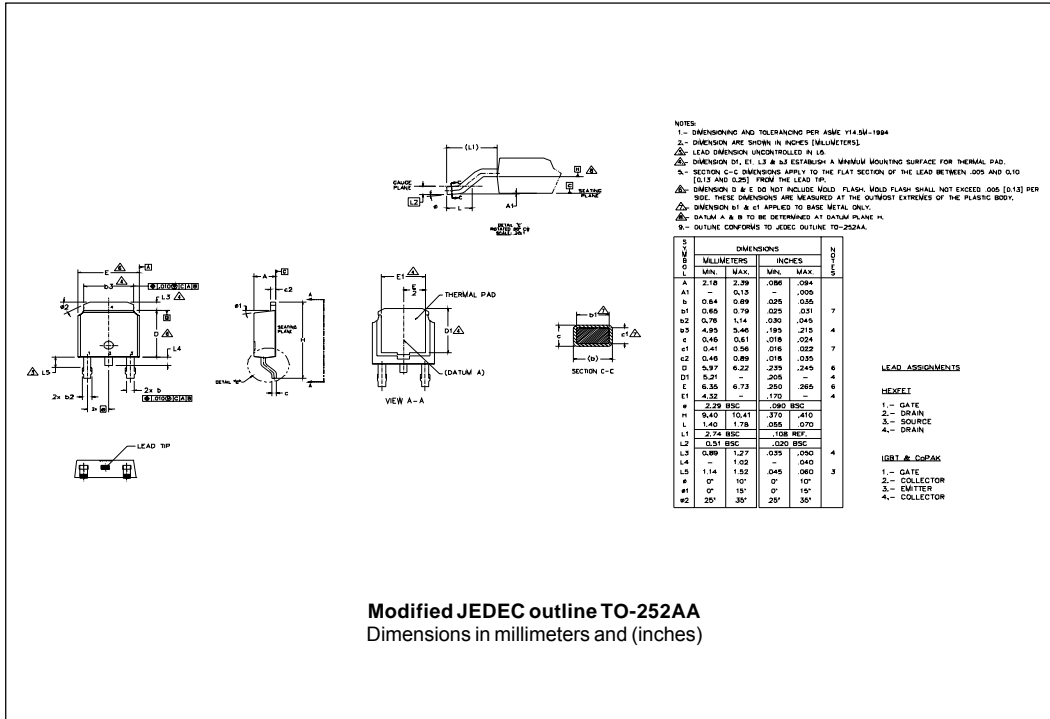 NOTES:
1.- DIMENSIONING AND TOLERANCING PER ASME Y14.5M-1994
2.- DIMENSION ARE SHOWN IN INCHES [MILLIMETERS].
3 LEAD DIMENSION UNCONTROLLED IN L5.
4 DIMENSION D1, E1, L3 & b3 ESTABLISH A MINIMUM MOUNTING SURFACE FOR THERMAL PAD.
5.- SECTION C-C DIMENSIONS APPLY TO THE FLAT SECTION OF THE LEAD BETWEEN .005 AND 0.10
[0.13 AND 0.25] FROM THE LEAD TIP.
6 DIMENSION D & E DO NOT INCLUDE MOLD FLASH. MOLD FLASH SHALL NOT EXCEED .005 [0.13] PER
SIDE. THESE DIMENSIONS ARE MEASURED AT THE OUTMOST EXTREMES OF THE PLASTIC BODY.
7 DIMENSION b1 & c1 APPLIED TO BASE METAL ONLY.
8 DATUM A & B TO BE DETERMINED AT DATUM PLANE H.
9.- OUTLINE CONFORMS TO JEDEC OUTLINE TO-252AA.
(L1)
GAUGE
PLANE
L2
L
A1
H
C
SEATING
PLANE
SYMBOL DIMENSIONS NOTES
MILLIMETERS INCHES
MIN. MAX. MIN. MAX.
A 2.18 2.39 .086 .094
A1 – 0.13 – .005
b 0.64 0.89 .025 .035
b1 0.65 0.79 .025 .031 7
b2 0.76 1.14 .030 .045
b3 4.95 5.46 .195 .215 4
c 0.46 0.61 .018 .024
c1 0.41 0.56 .016 .022 7
c2 0.46 0.89 .018 .035
D 5.97 6.22 .235 .245 6
D1 5.21 – .205 – 4
E 6.35 6.73 .250 .265 6
E1 4.32 – .170 – 4
e 2.29 BSC .090 BSC
H 9.40 10.41 .370 .410
L 1.40 1.78 .055 .070
L1 2.74 BSC .108 REF.
L2 0.51 BSC .020 BSC
L3 0.89 1.27 .035 .050 4
L4 – 1.02 – .040
L5 1.14 1.52 .045 .060 3
ø 0° 10° 0° 10°
ø1 0° 15° 0° 15°
ø2 25° 35° 25° 35°
LEAD ASSIGNMENTS
HEXFET
1.- GATE
2.- DRAIN
3.- SOURCE
4.- DRAIN
IGBT & CoPAK
1.- GATE
2.- COLLECTOR
3.- EMITTER
4.- COLLECTOR
E
A
b3
ø2
L3
B
D
L4
L5
2x b2
2x b
A
c2
ø1
SEATING
PLANE
H
c
E1
E
2
THERMAL PAD
D1
(DATUM A)
VIEW A-A
b1
c
c1
(b)
SECTION C-C
LEAD TIP
Modified JEDEC outline TO-252AA
Dimensions in millimeters and (inches)